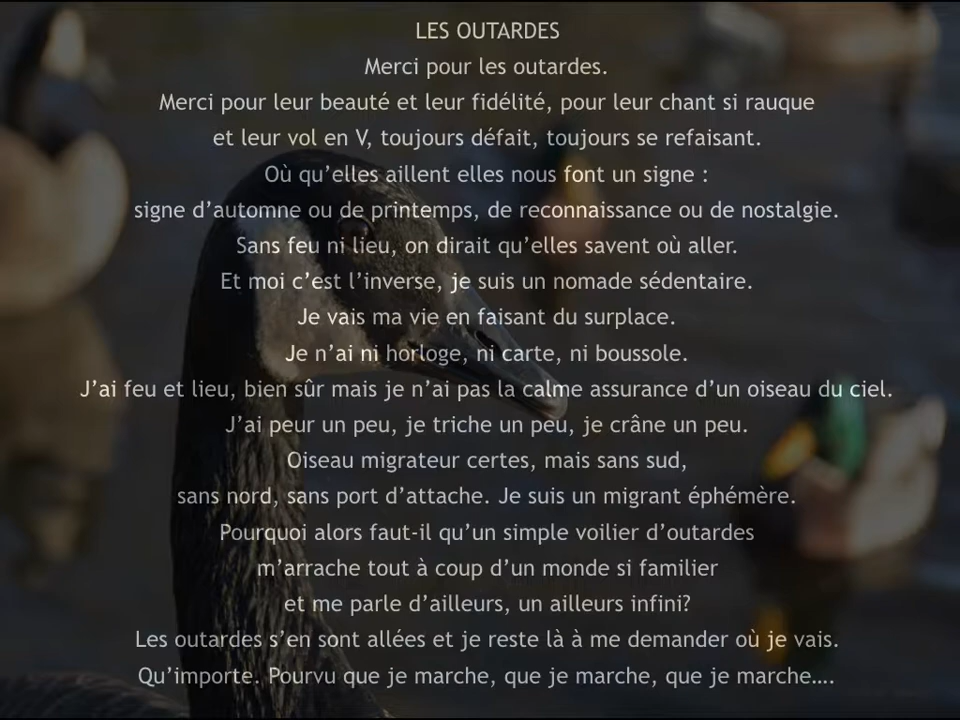 LES OUTARDES
Merci pour les outardes.
Merci pour leur beauté et leur fidélité, pour leur chant si rauque
et leur vol en V, toujours défait, toujours se refaisant.
Où qu’elles aillent elles nous font un signe :
signe d’automne ou de printemps, de reconnaissance ou de nostalgie.
Sans feu ni lieu, on dirait qu’elles savent où aller.
Et moi c’est l’inverse, je suis un nomade sédentaire.
Je vais ma vie en faisant du surplace.
Je n’ai ni horloge, ni carte, ni boussole.
J’ai feu et lieu, bien sûr mais je n’ai pas la calme assurance d’un oiseau du ciel.
J’ai peur un peu, je triche un peu, je crâne un peu.
Oiseau migrateur certes, mais sans sud,
sans nord, sans port d’attache. Je suis un migrant éphémère.
Pourquoi alors faut-il qu’un simple voilier d’outardes
m’arrache tout à coup d’un monde si familier
et me parle d’ailleurs, un ailleurs infini?
Les outardes s’en sont allées et je reste là à me demander où je vais.
Qu’importe. Pourvu que je marche, que je marche, que je marche….